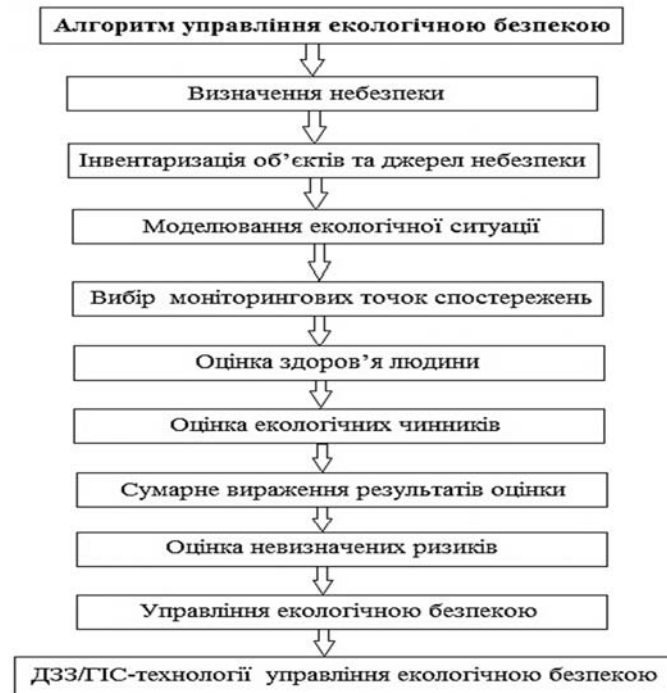 Алгоритм управління екологічною безпекою
Визначення небезпеки
Інвентаризація об’єктів та джерел небезпеки
Моделювання екологічної ситуації
Вибір моніторингових точок спостережень
Оцінка здоров’я людини
Оцінка екологічних чинників
Сумарне вираження результатів оцінки
Оцінка невизначених ризиків
Управління екологічною безпекою
ДЗЗ/ГІС-технології управління екологічною безпекою